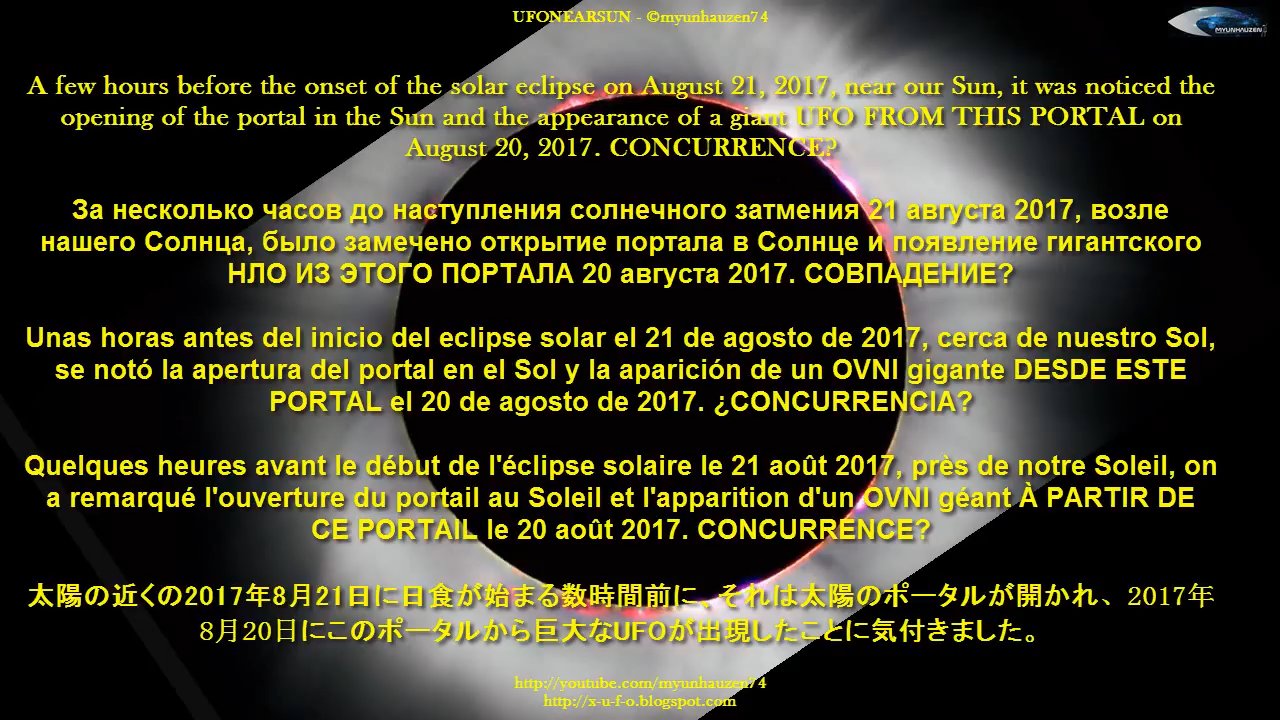 UFONEARSUN - ©myunhauzen74
MYUNHAUZEN
A few hours before the onset of the solar eclipse on August 21, 2017, near our Sun, it was noticed the
opening of the portal in the Sun and the appearance of a giant UFO FROM THIS PORTAL on
August 20, 2017. CONCURRENCE?
За несколько часов до наступления солнечного затмения 21 августа 2017, возле
нашего Солнца, было замечено открытие портала в Солнце и появление гигантского
НЛО ИЗ ЭТОГО ПОРТАЛА 20 августа 2017. СОВПАДЕНИЕ?
Unas horas antes del inicio del eclipse solar el 21 de agosto de 2017, cerca de nuestro Sol,
se notó la apertura del portal en el Sol y la aparición de un OVNI gigante DESDE ESTE
PORTAL el 20 de agosto de 2017. ¿CONCURRENCIA?
Quelques heures avant le début de l'éclipse solaire le 21 août 2017, près de notre Soleil, on
a remarqué l'ouverture du portail au Soleil et l'apparition d'un OVNI géant À PARTIR DE
CE PORTAIL le 20 août 2017. CONCURRENCE?
太陽の近くの2017年8月21日に日食が始まる数時間前に、それは太陽のポータルが開かれ、2017年
8月20日にこのポータルから巨大なUFOが出現したことに気付きました。
http://youtube.com/myunhauzen74
http://x-u-f-o.blogspot.com